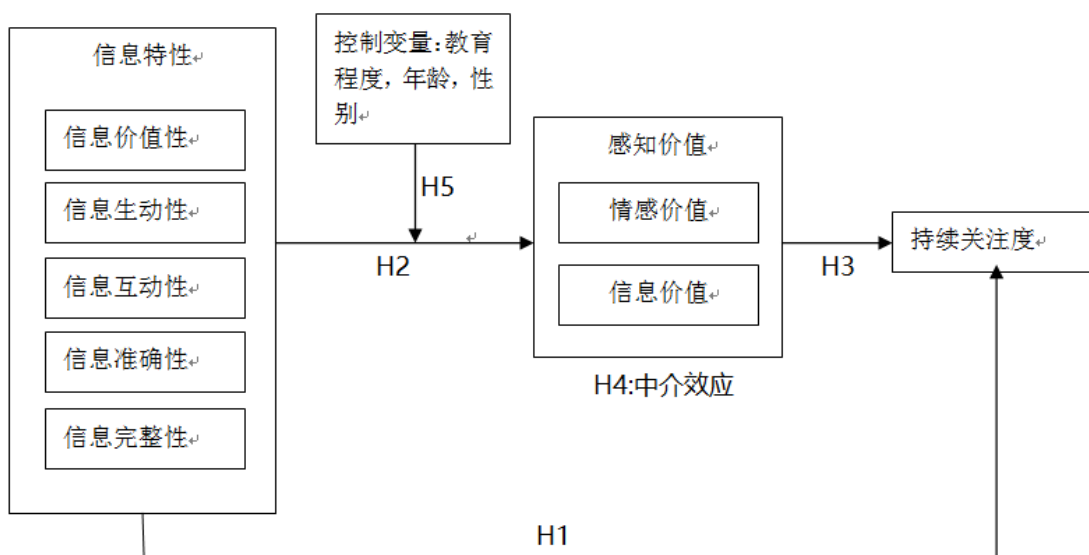 信息特性
信息价值性
信息生动性
信息互动性
信息准确性
信息完整性
控制变量：教育
程度，年龄，性
别
H5
H2
感知价值
情感价值
信息价值
H4:中介效应
H3
持续关注度
H1